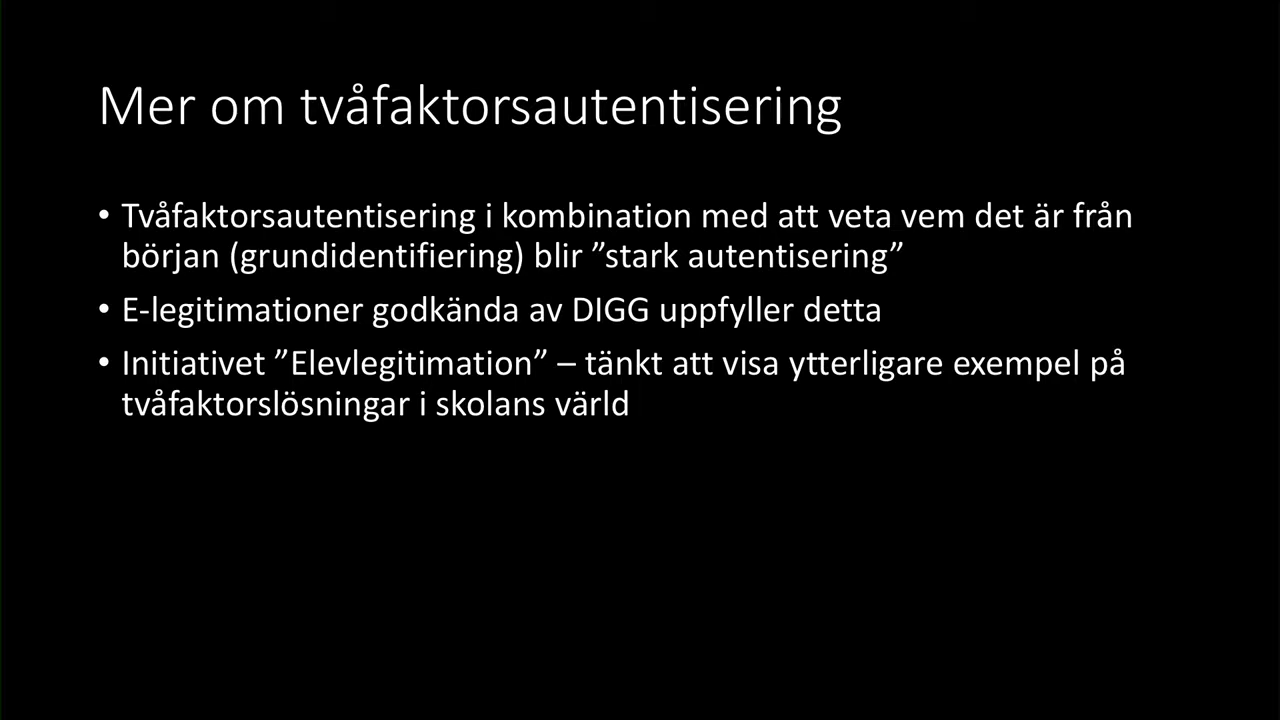 Mer om tvåfaktorsautentisering
• Tvåfaktorsautentisering i kombination med att veta vem det är från
början (grundidentifiering) blir ”stark autentisering”
• E-legitimationer godkända av DIGG uppfyller detta
• Initiativet ”Elevlegitimation” – tänkt att visa ytterligare exempel på
tvåfaktorslösningar i skolans värld